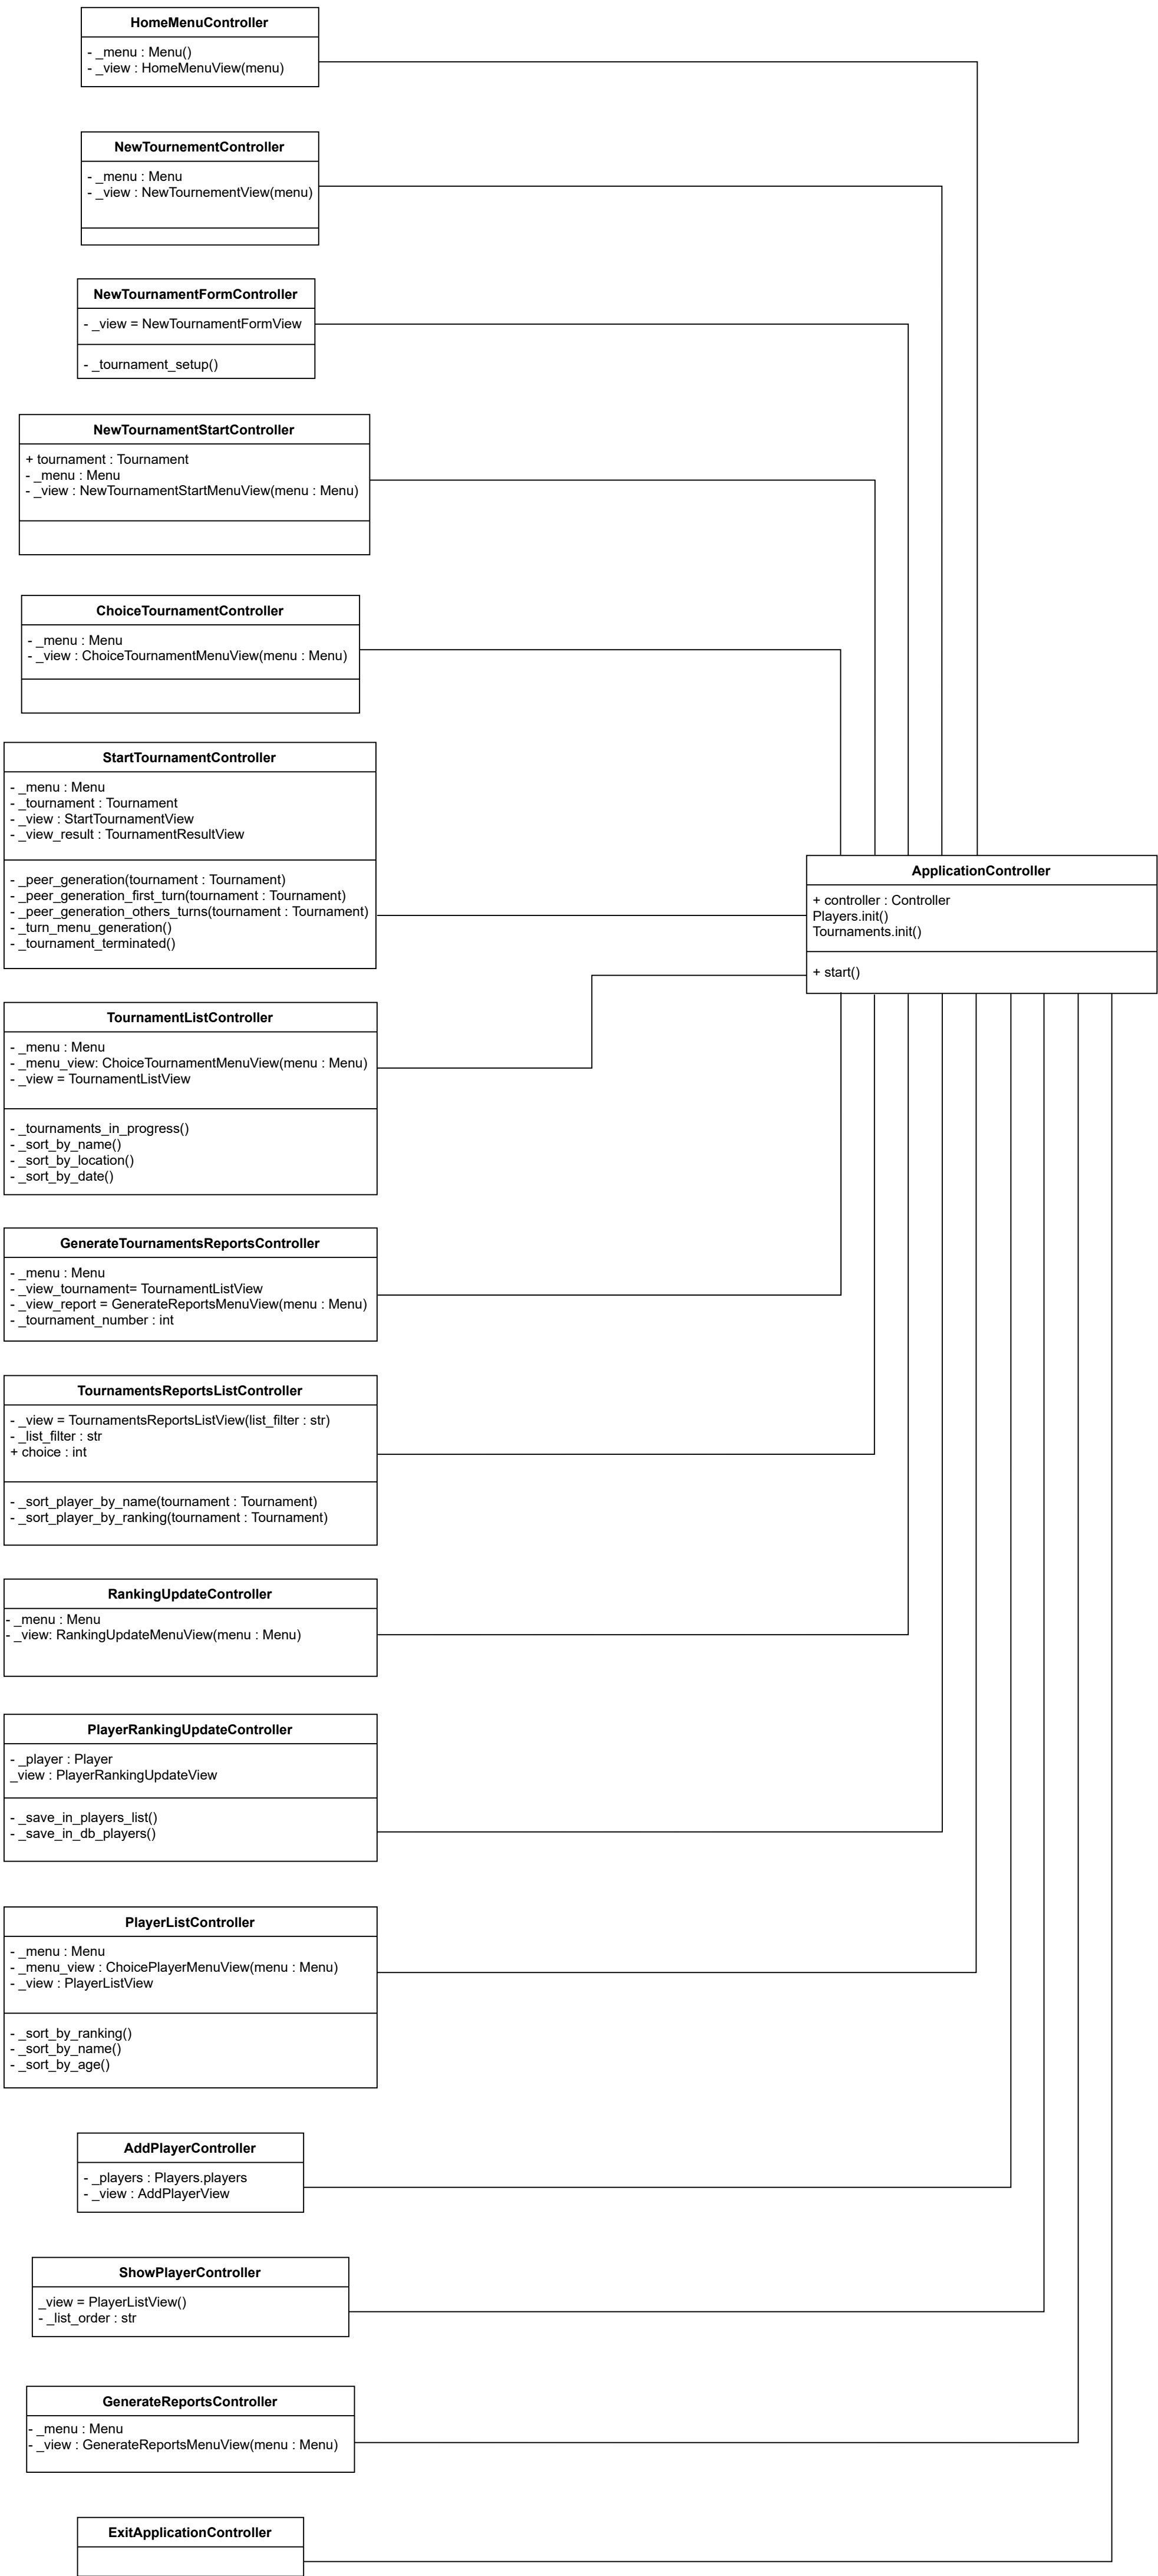 HomeMenuController
- _menu : Menu()
- _view : HomeMenuView(menu)
NewTournementController
- _menu : Menu
- _view : NewTournementView(menu)
NewTournamentFormController
- _view = NewTournamentFormView
- _tournament_setup()
NewTournamentStartController
+ tournament : Tournament
- _menu : Menu
- _view : NewTournamentStartMenuView(menu : Menu)
ChoiceTournamentController
- _menu : Menu
- _view : ChoiceTournamentMenuView(menu : Menu)
StartTournamentController
- _menu : Menu
- _tournament : Tournament
- _view : StartTournamentView
- _view_result : TournamentResultView
- _peer_generation(tournament : Tournament)
- _peer_generation_first_turn(tournament : Tournament)
- _peer_generation_others_turns(tournament : Tournament)
- _turn_menu_generation()
- _tournament_terminated()
ApplicationController
+ controller : Controller
Players.init()
Tournaments.init()
+ start()
TournamentListController
- _menu : Menu
- _menu_view: ChoiceTournamentMenuView(menu : Menu)
- _view = TournamentListView
- _tournaments_in_progress()
- _sort_by_name()
- _sort_by_location()
- _sort_by_date()
GenerateTournamentsReportsController
- _menu : Menu
- _view_tournament= TournamentListView
- _view_report = GenerateReportsMenuView(menu : Menu)
- _tournament_number : int
TournamentsReportsListController
- _view = TournamentsReportsListView(list_filter : str)
- _list_filter : str
+ choice : int
- _sort_player_by_name(tournament : Tournament)
- _sort_player_by_ranking(tournament : Tournament)
RankingUpdateController
- _menu : Menu
- _view: RankingUpdateMenuView(menu : Menu)
PlayerRankingUpdateController
- _player : Player
_view : PlayerRankingUpdateView
- _save_in_players_list()
- _save_in_db_players()
PlayerListController
- _menu : Menu
- _menu_view : ChoicePlayerMenuView(menu : Menu)
- _view : PlayerListView
- _sort_by_ranking()
- _sort_by_name()
- _sort_by_age()
AddPlayerController
- _players : Players.players
- _view : AddPlayerView
ShowPlayerController
_view = PlayerListView()
- _list_order : str
GenerateReportsController
- _menu : Menu
- _view : GenerateReportsMenuView(menu : Menu)
ExitApplicationController